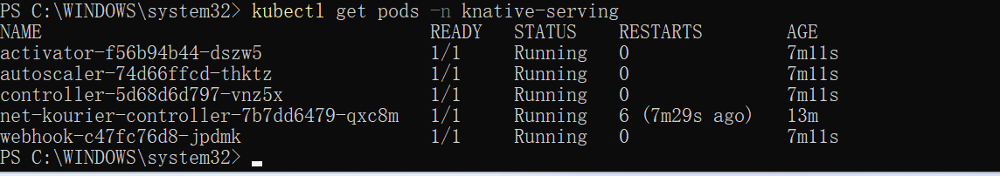 PS C:\WINDOWS\system32> kubectl get pods -n knative-serving
NAME READY STATUS RESTARTS AGE
activator-f56b94b44-dszw5 1/1 Running 0 7m11s
autoscaler-74d66ffcd-thktz 1/1 Running 0 7m11s
controller-5d68d6d797-vnz5x 1/1 Running 0 7m11s
net-kourier-controller-7b7dd6479-qxc8m 1/1 Running 6 (7m29s ago) 13m
webhook-c47fc76d8-jpdmk 1/1 Running 0 7m11s
PS C:\WINDOWS\system32>